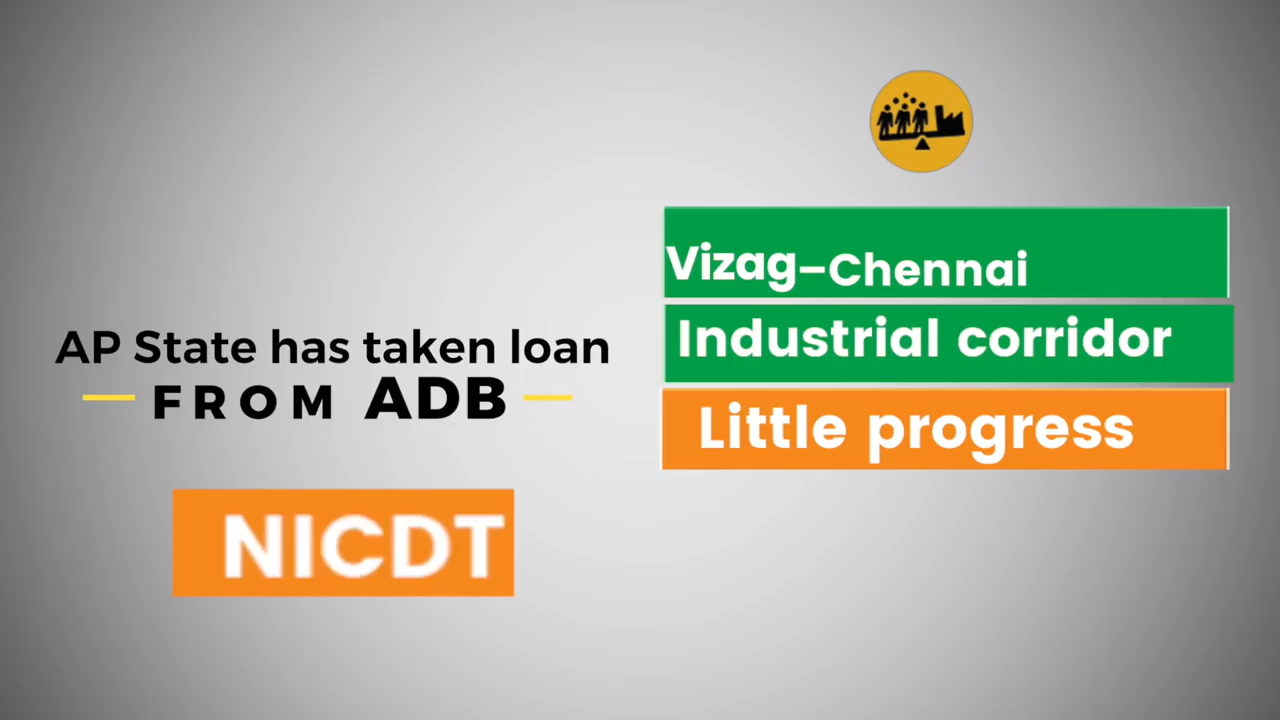 AP State has taken loan
FROM ADB
NICDT
Vizag–Chennai
Industrial corridor
Little progress